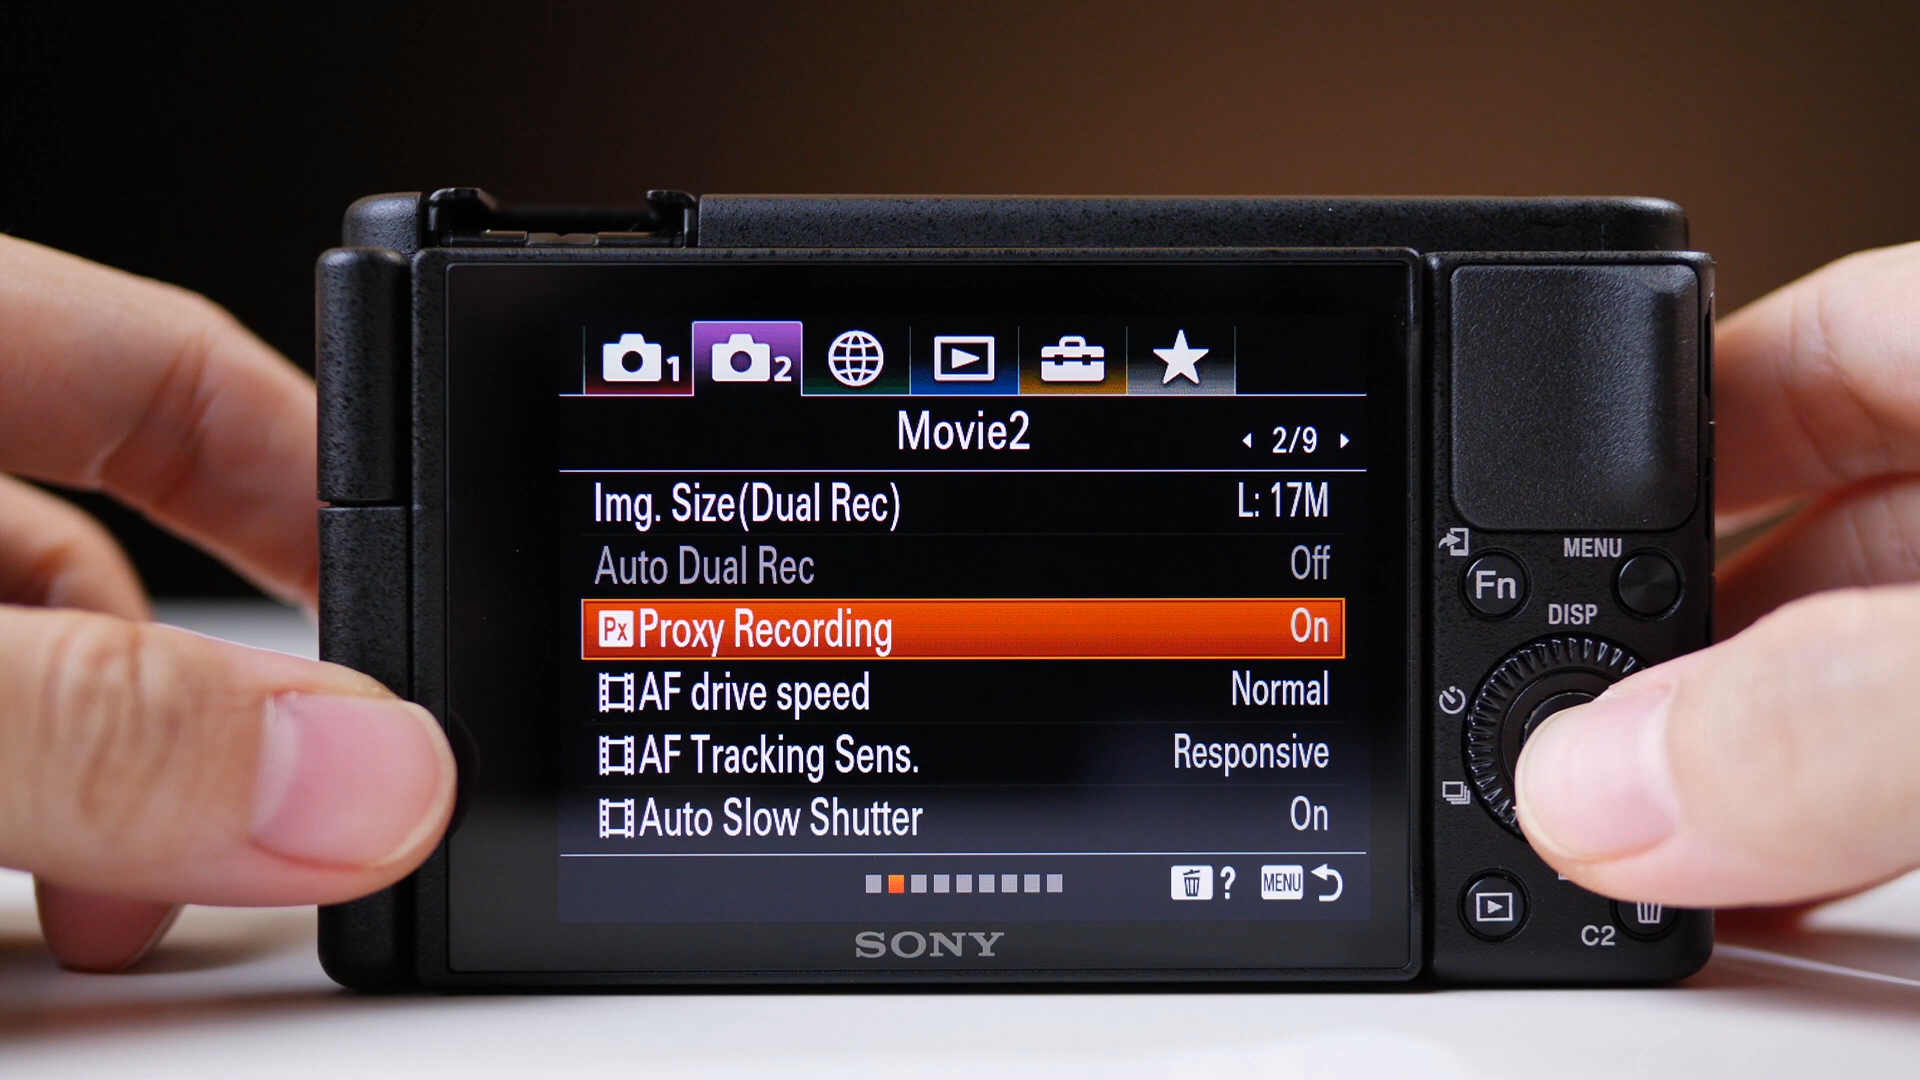 1 2
Movie2
2/9
Img. Size(Dual Rec) L: 17M
Auto Dual Rec Off
Px Proxy Recording On
AF drive speed Normal
AF Tracking Sens. Responsive
Auto Slow Shutter On
? MENU
SONY
MENU
Fn
DISP
C2